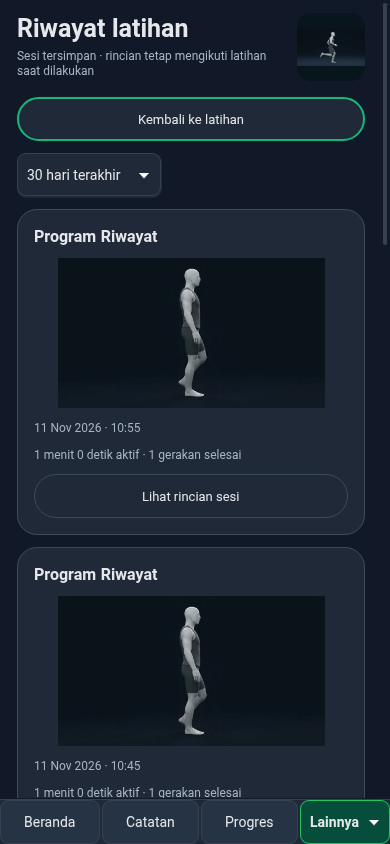 Riwayat latihan
Sesi tersimpan · rincian tetap mengikuti latihan
saat dilakukan
Kembali ke latihan
30 hari terakhir
Program Riwayat
11 Nov 2026 · 10:55
1 menit 0 detik aktif · 1 gerakan selesai
Lihat rincian sesi
Program Riwayat
11 Nov 2026 · 10:45
1 menit 0 detik aktif · 1 gerakan selesai
Beranda
Catatan
Progres
Lainnya